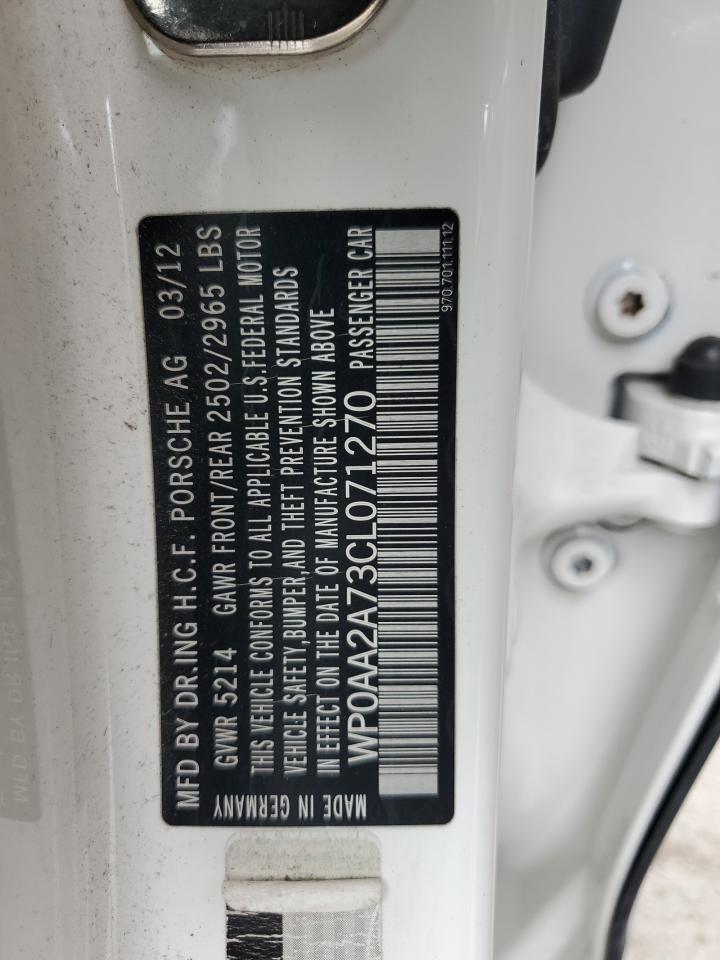 MFD BY DR.ING H.C.F. PORSCHE AG 03/12
GVWR 5214 GAWR FRONT/REAR 2502/2965 LBS
THIS VEHICLE CONFORMS TO ALL APPLICABLE U.S.FEDERAL MOTOR
VEHICLE SAFETY,BUMPER,AND THEFT PREVENTION STANDARDS
IN EFFECT ON THE DATE OF MANUFACTURE SHOWN ABOVE
WP0AA2A73CL071270 PASSENGER CAR
MADE IN GERMANY
970.701.111.12